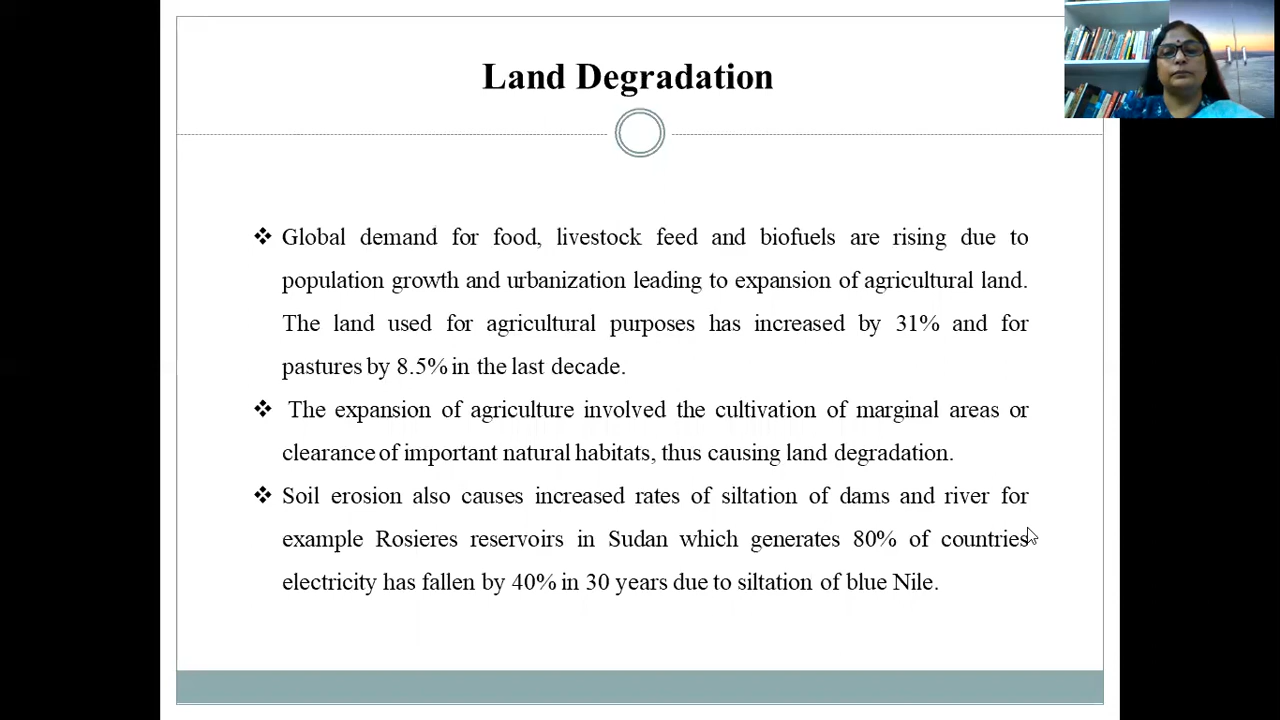 Land Degradation
❖ Global demand for food, livestock feed and biofuels are rising due to
population growth and urbanization leading to expansion of agricultural land.
The land used for agricultural purposes has increased by 31% and for
pastures by 8.5% in the last decade.
❖ The expansion of agriculture involved the cultivation of marginal areas or
clearance of important natural habitats, thus causing land degradation.
❖ Soil erosion also causes increased rates of siltation of dams and river for
example Rosieres reservoirs in Sudan which generates 80% of countries
electricity has fallen by 40% in 30 years due to siltation of blue Nile.